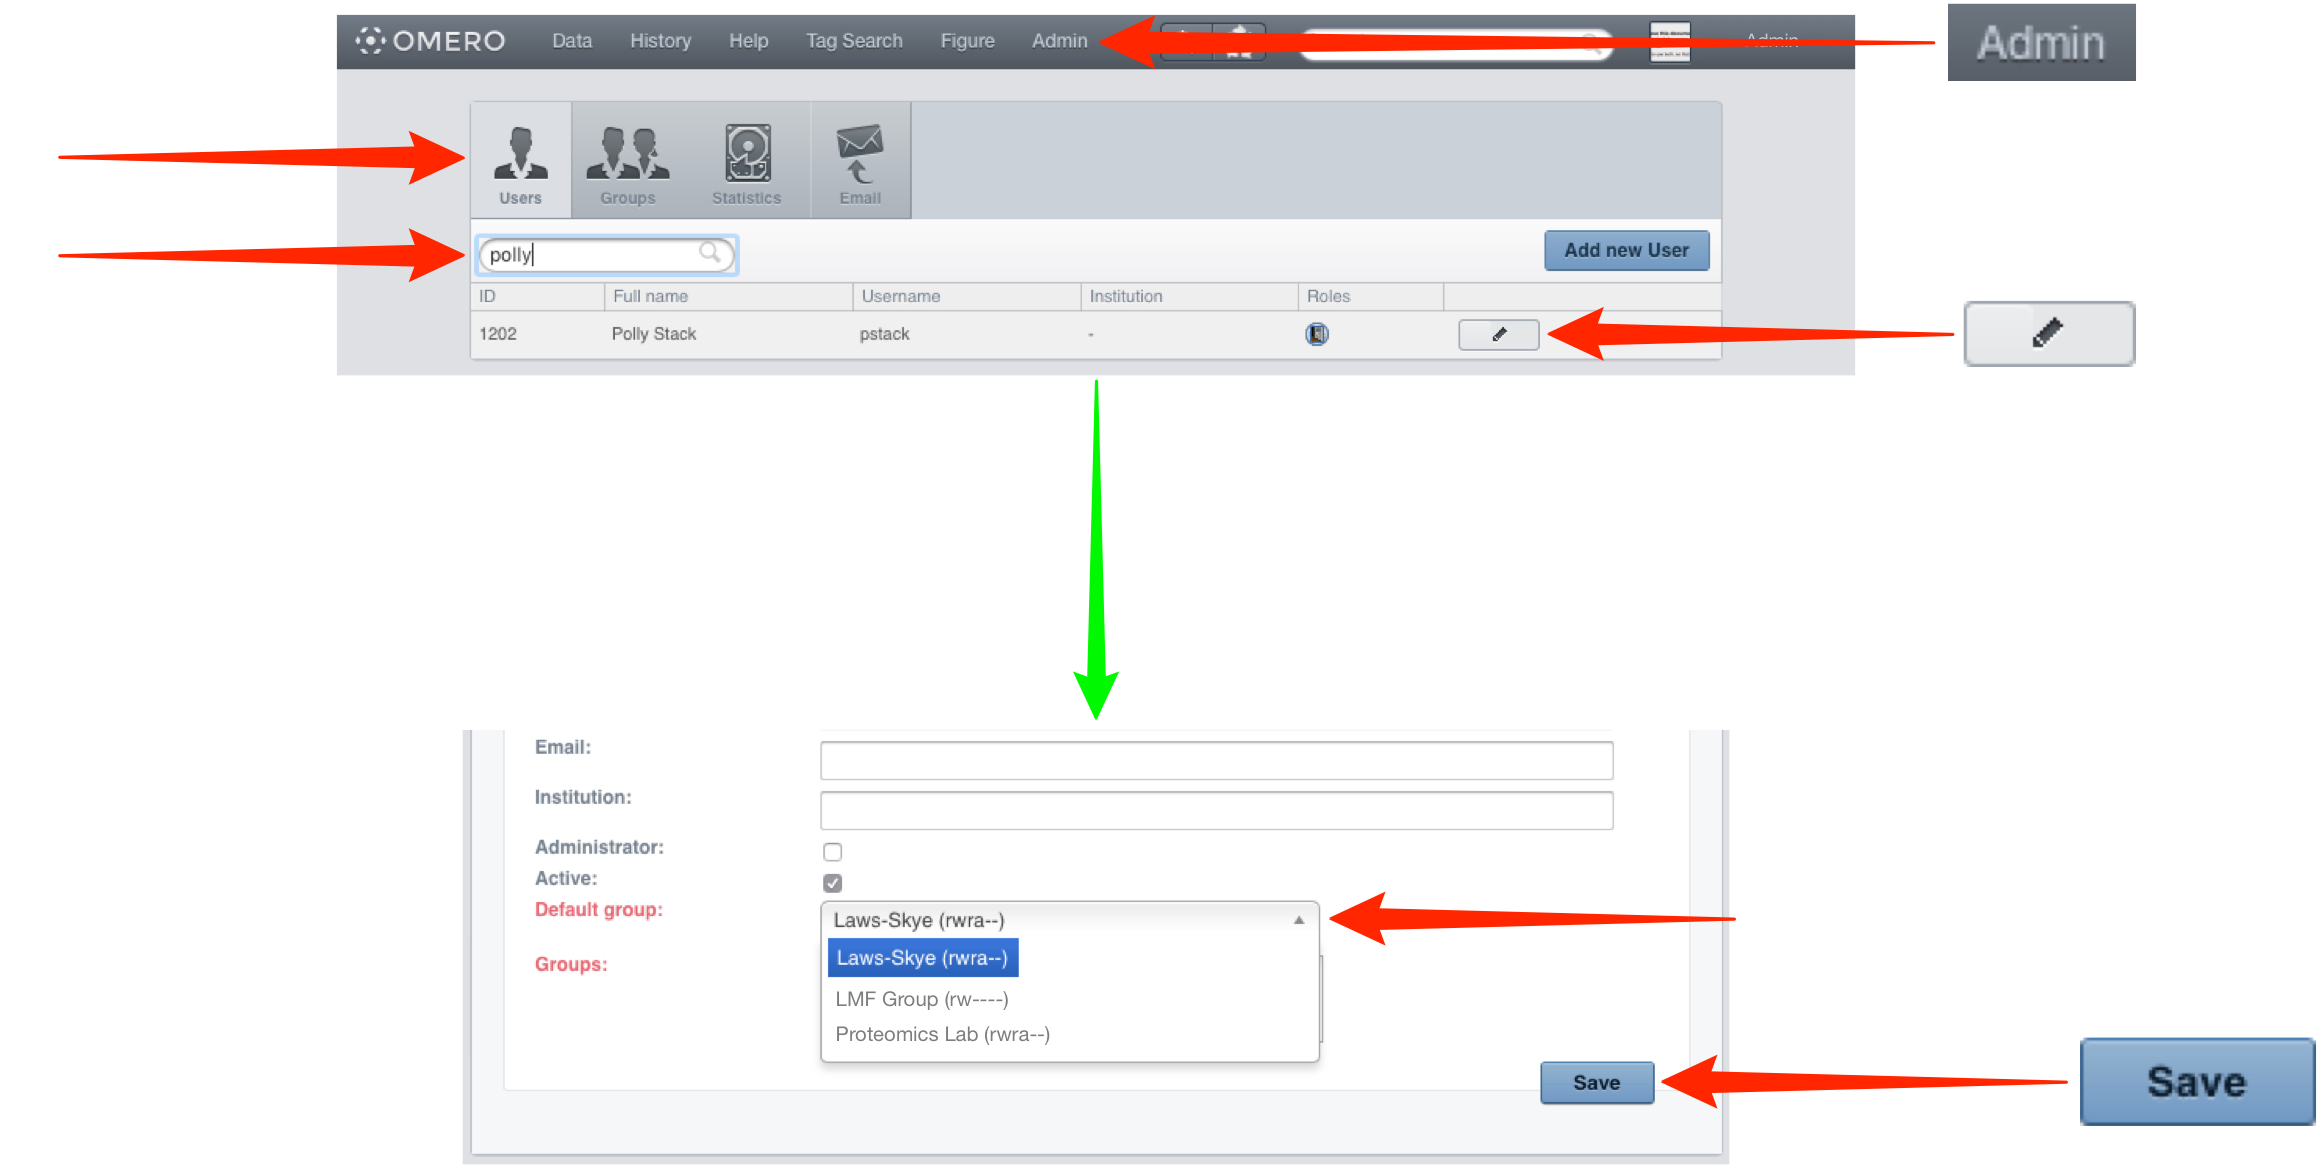 OMERO Data History Help Tag Search Figure Admin Admin
Admin
Users Groups Statistics Email
polly Add new User
ID Full name Username Institution Roles
1202 Polly Stack pstack -
Email:
Institution:
Administrator:
Active:
Default group: Laws-Skye (rwra--)
Laws-Skye (rwra--)
Groups:
LMF Group (rw----)
Proteomics Lab (rwra--)
Save
Save